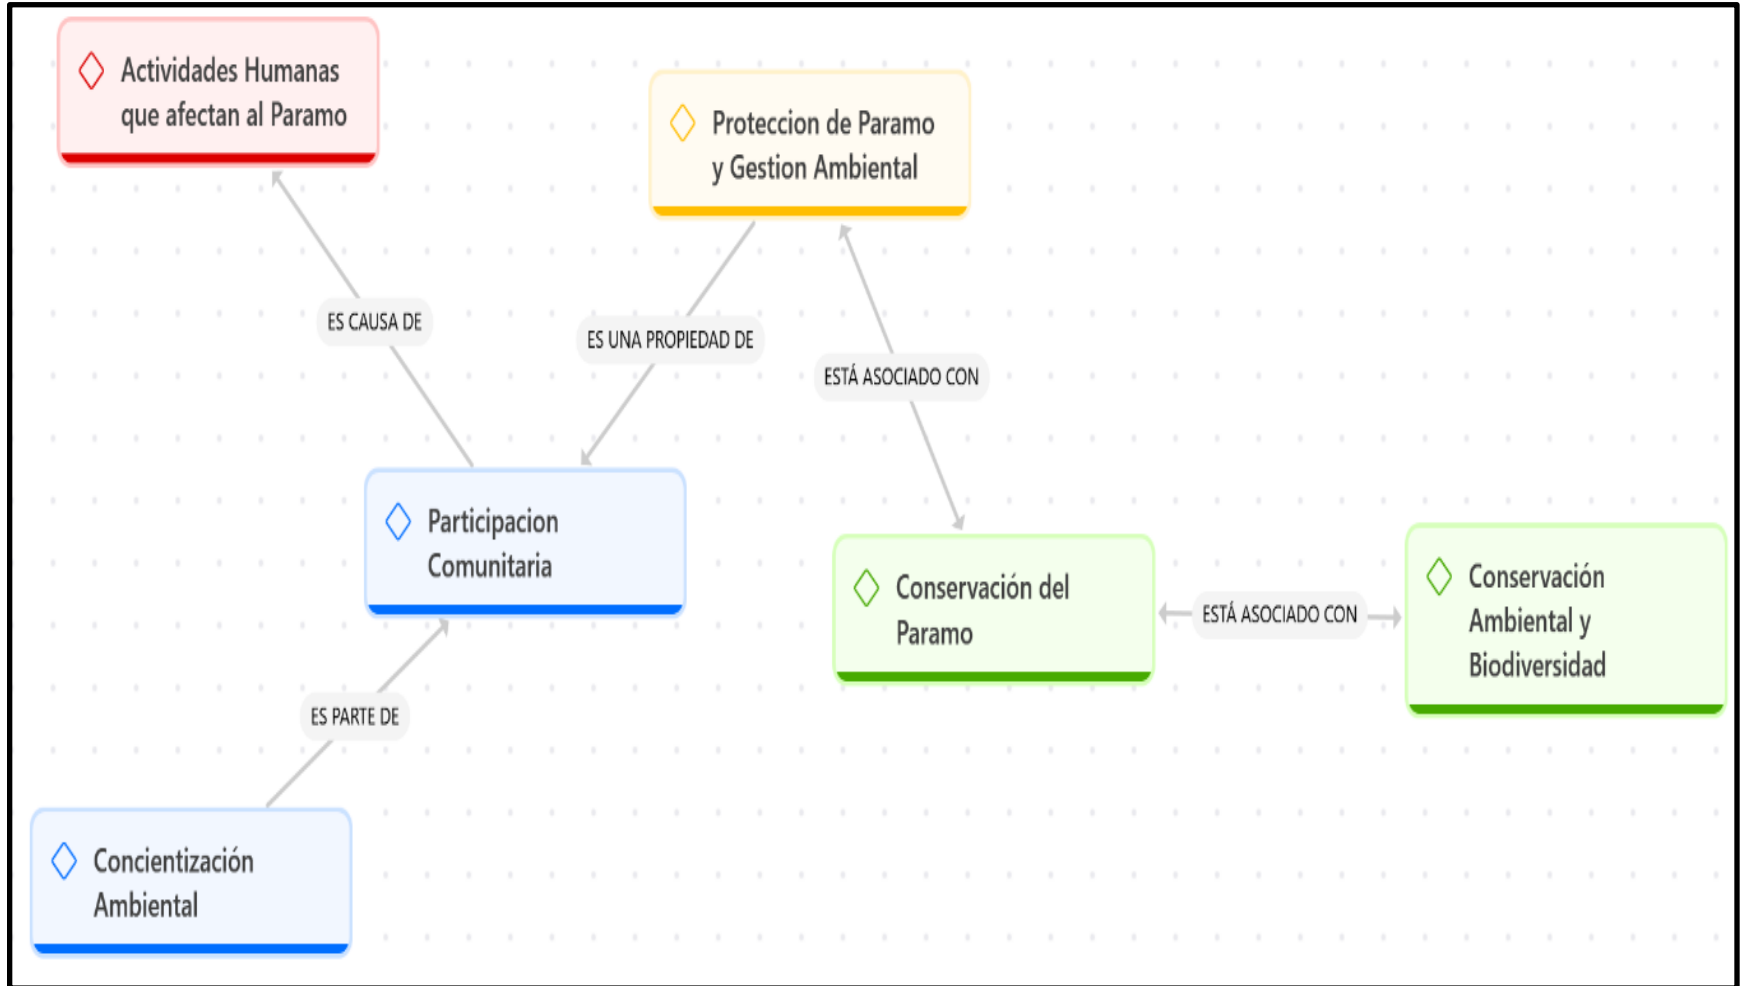 Actividades Humanas
que afectan al Paramo
Proteccion de Paramo
y Gestion Ambiental
ES CAUSA DE
ES UNA PROPIEDAD DE
ESTÁ ASOCIADO CON
Participacion
Comunitaria
Conservación del
Paramo
ESTÁ ASOCIADO CON
Conservación
Ambiental y
Biodiversidad
ES PARTE DE
Concientización
Ambiental